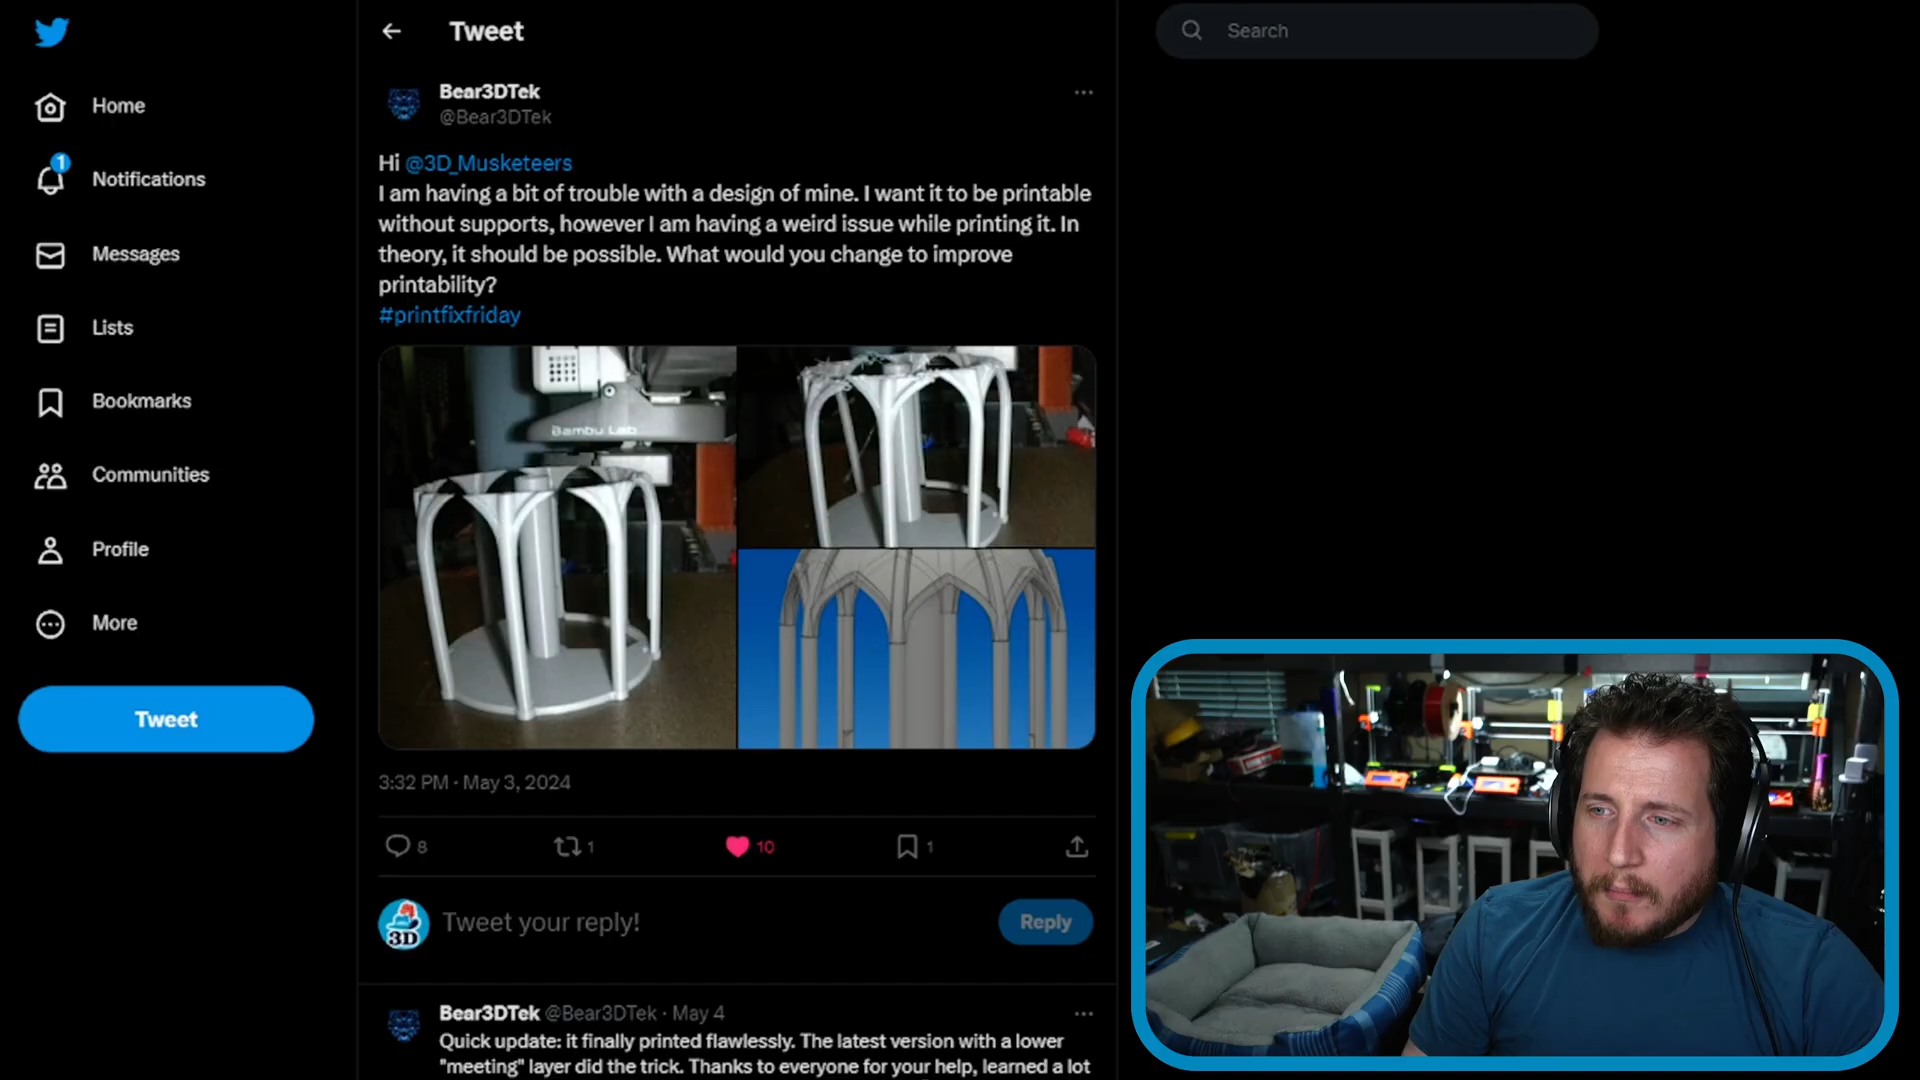 Tweet
Search
Home
1
Notifications
Messages
Lists
Bookmarks
Communities
Profile
More
Tweet
Bear3DTek
@Bear3DTek
Hi @3D_Musketeers
I am having a bit of trouble with a design of mine. I want it to be printable
without supports, however I am having a weird issue while printing it. In
theory, it should be possible. What would you change to improve
printability?
#printfixfriday
Bambu Lab
3:32 PM · May 3, 2024
8
1
10
1
3D
Tweet your reply!
Reply
Bear3DTek @Bear3DTek · May 4
Quick update: it finally printed flawlessly. The latest version with a lower
"meeting" layer did the trick. Thanks to everyone for your help, learned a lot